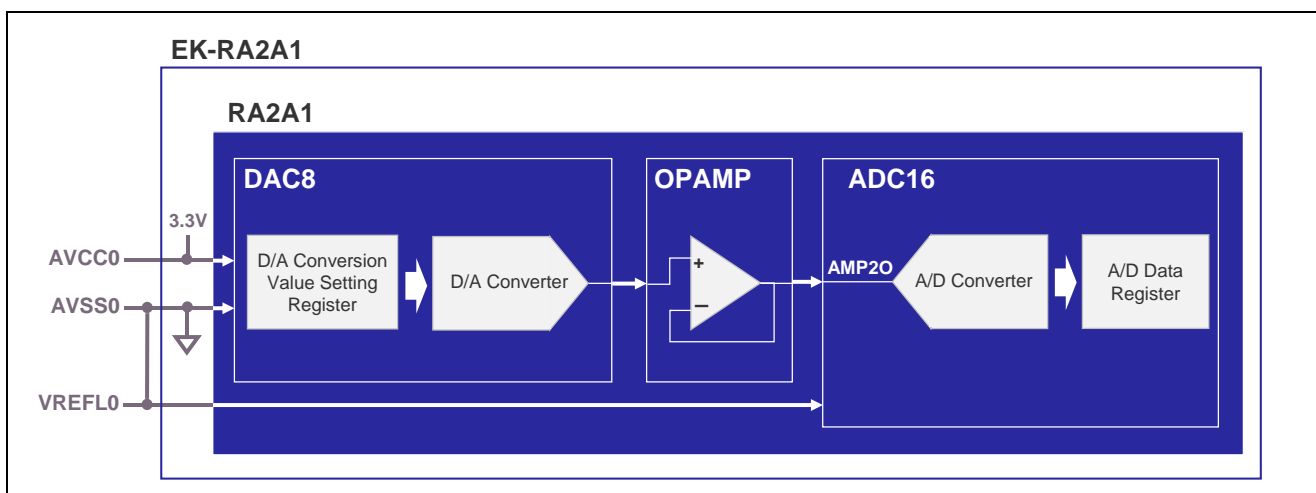 EK-RA2A1
RA2A1
DAC8
OPAMP
ADC16
3.3V
AVCC0
AVSS0
VREFL0
D/A Conversion
Value Setting
Register
D/A Converter
+
–
AMP2O
A/D Converter
A/D Data
Register